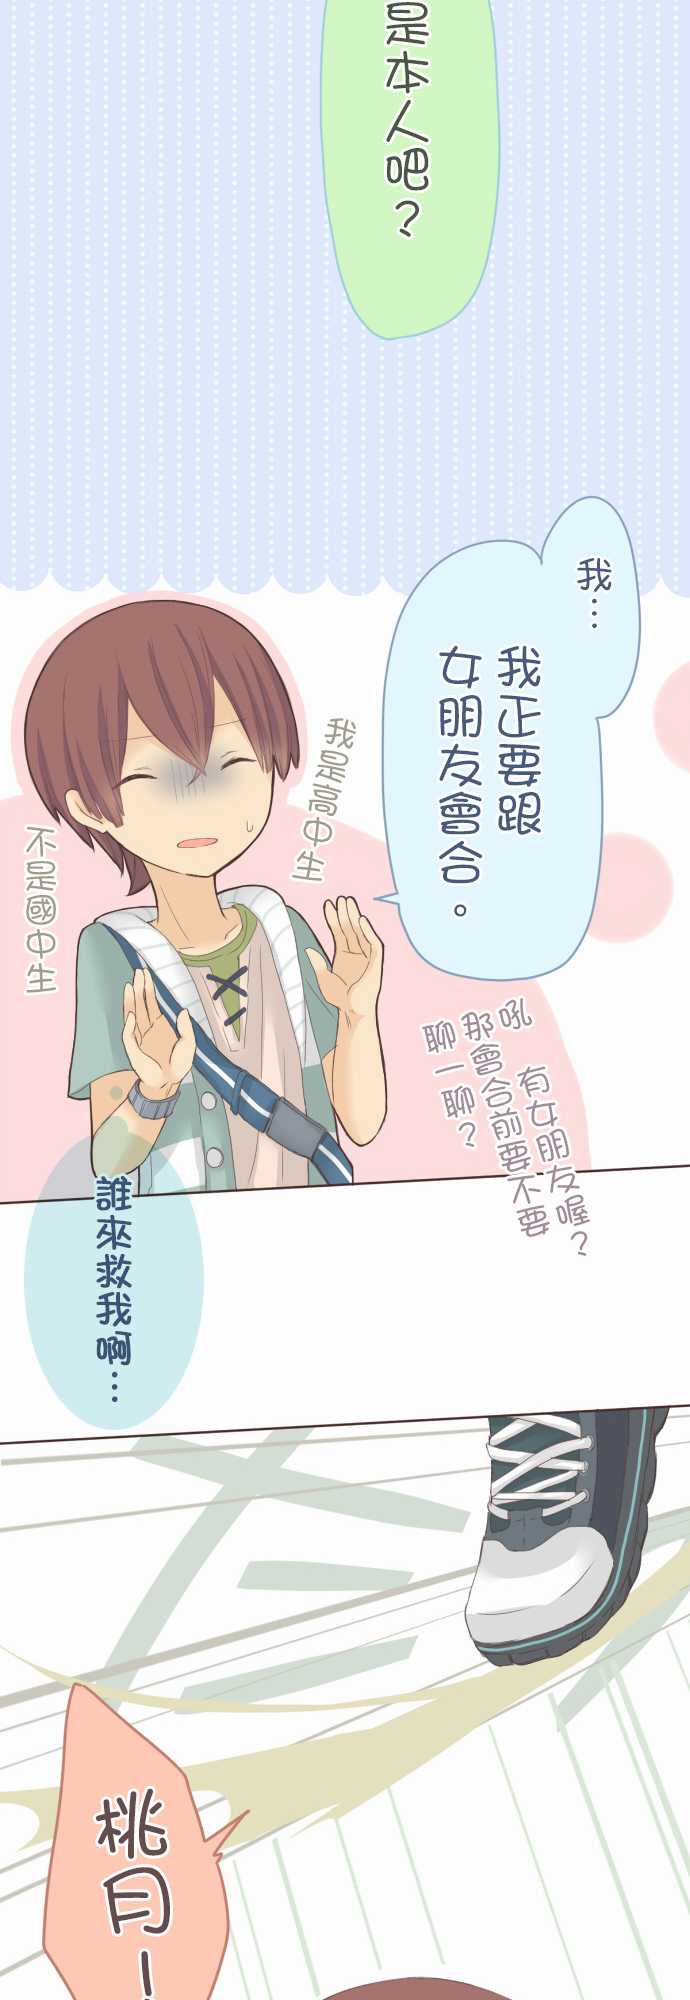 是本人吧？
我…
我正要跟
女朋友會合。
我是高中生
不是國中生
吼　有女朋友喔？
那會合前要不要
聊一聊？
誰來救我啊…
桃月－